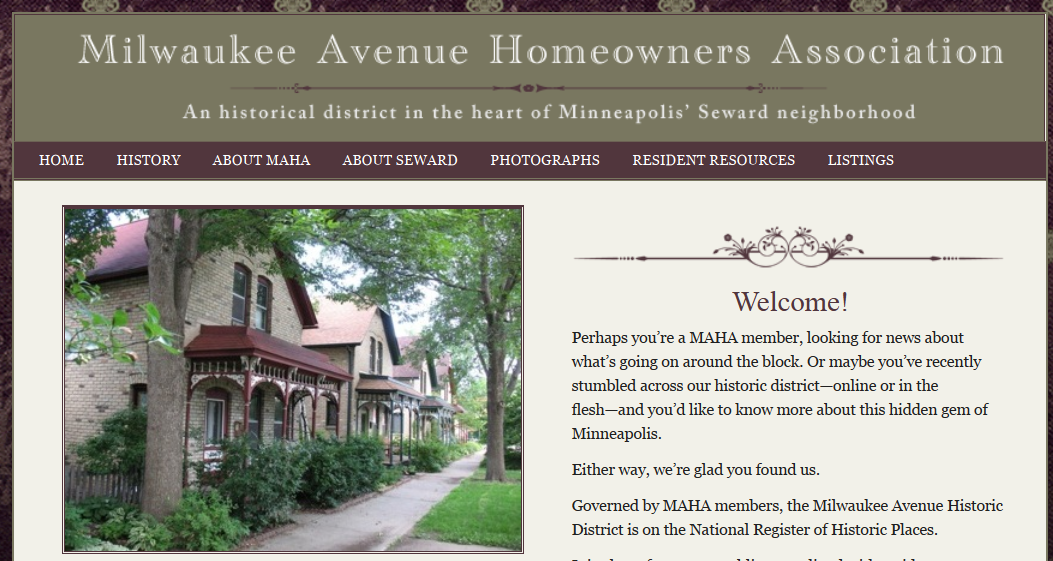 Milwaukee Avenue Homeowners Association
An historical district in the heart of Minneapolis' Seward neighborhood
HOME HISTORY ABOUT MAHA ABOUT SEWARD PHOTOGRAPHS RESIDENT RESOURCES LISTINGS
Welcome!
Perhaps you’re a MAHA member, looking for news about
what’s going on around the block. Or maybe you’ve recently
stumbled across our historic district—online or in the
flesh—and you’d like to know more about this hidden gem of
Minneapolis.
Either way, we’re glad you found us.
Governed by MAHA members, the Milwaukee Avenue Historic
District is on the National Register of Historic Places.